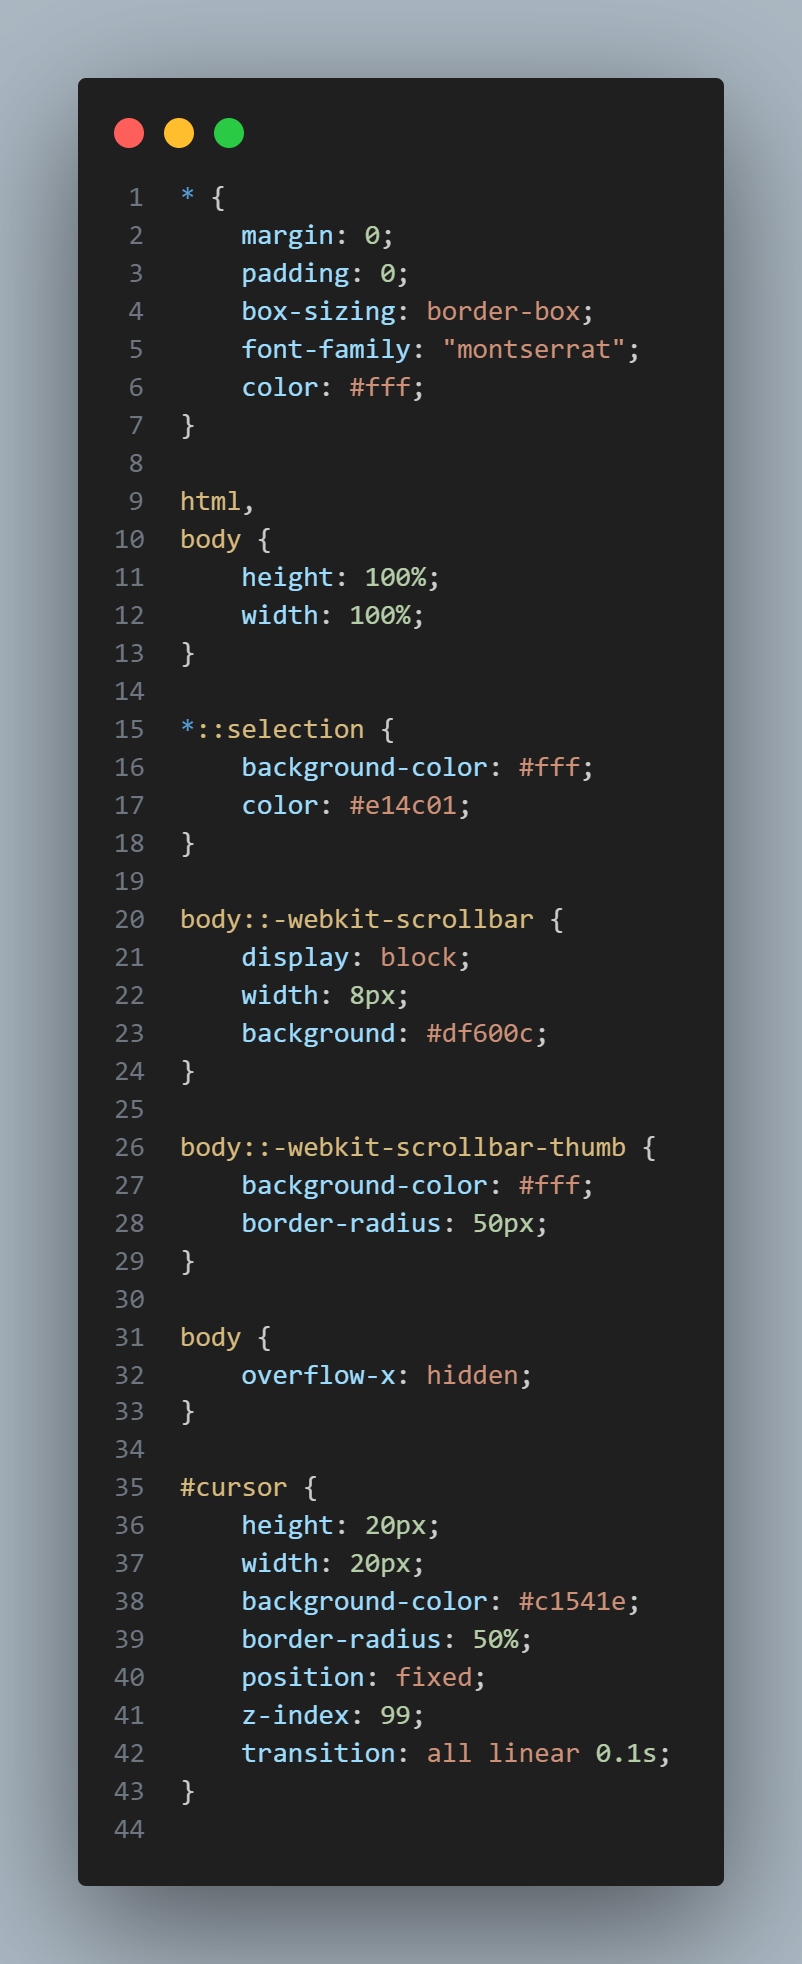 1 * {
2     margin: 0;
3     padding: 0;
4     box-sizing: border-box;
5     font-family: "montserrat";
6     color: #fff;
7 }
8
9 html,
10 body {
11     height: 100%;
12     width: 100%;
13 }
14
15 *::selection {
16     background-color: #fff;
17     color: #e14c01;
18 }
19
20 body::-webkit-scrollbar {
21     display: block;
22     width: 8px;
23     background: #df600c;
24 }
25
26 body::-webkit-scrollbar-thumb {
27     background-color: #fff;
28     border-radius: 50px;
29 }
30
31 body {
32     overflow-x: hidden;
33 }
34
35 #cursor {
36     height: 20px;
37     width: 20px;
38     background-color: #c1541e;
39     border-radius: 50%;
40     position: fixed;
41     z-index: 99;
42     transition: all linear 0.1s;
43 }
44